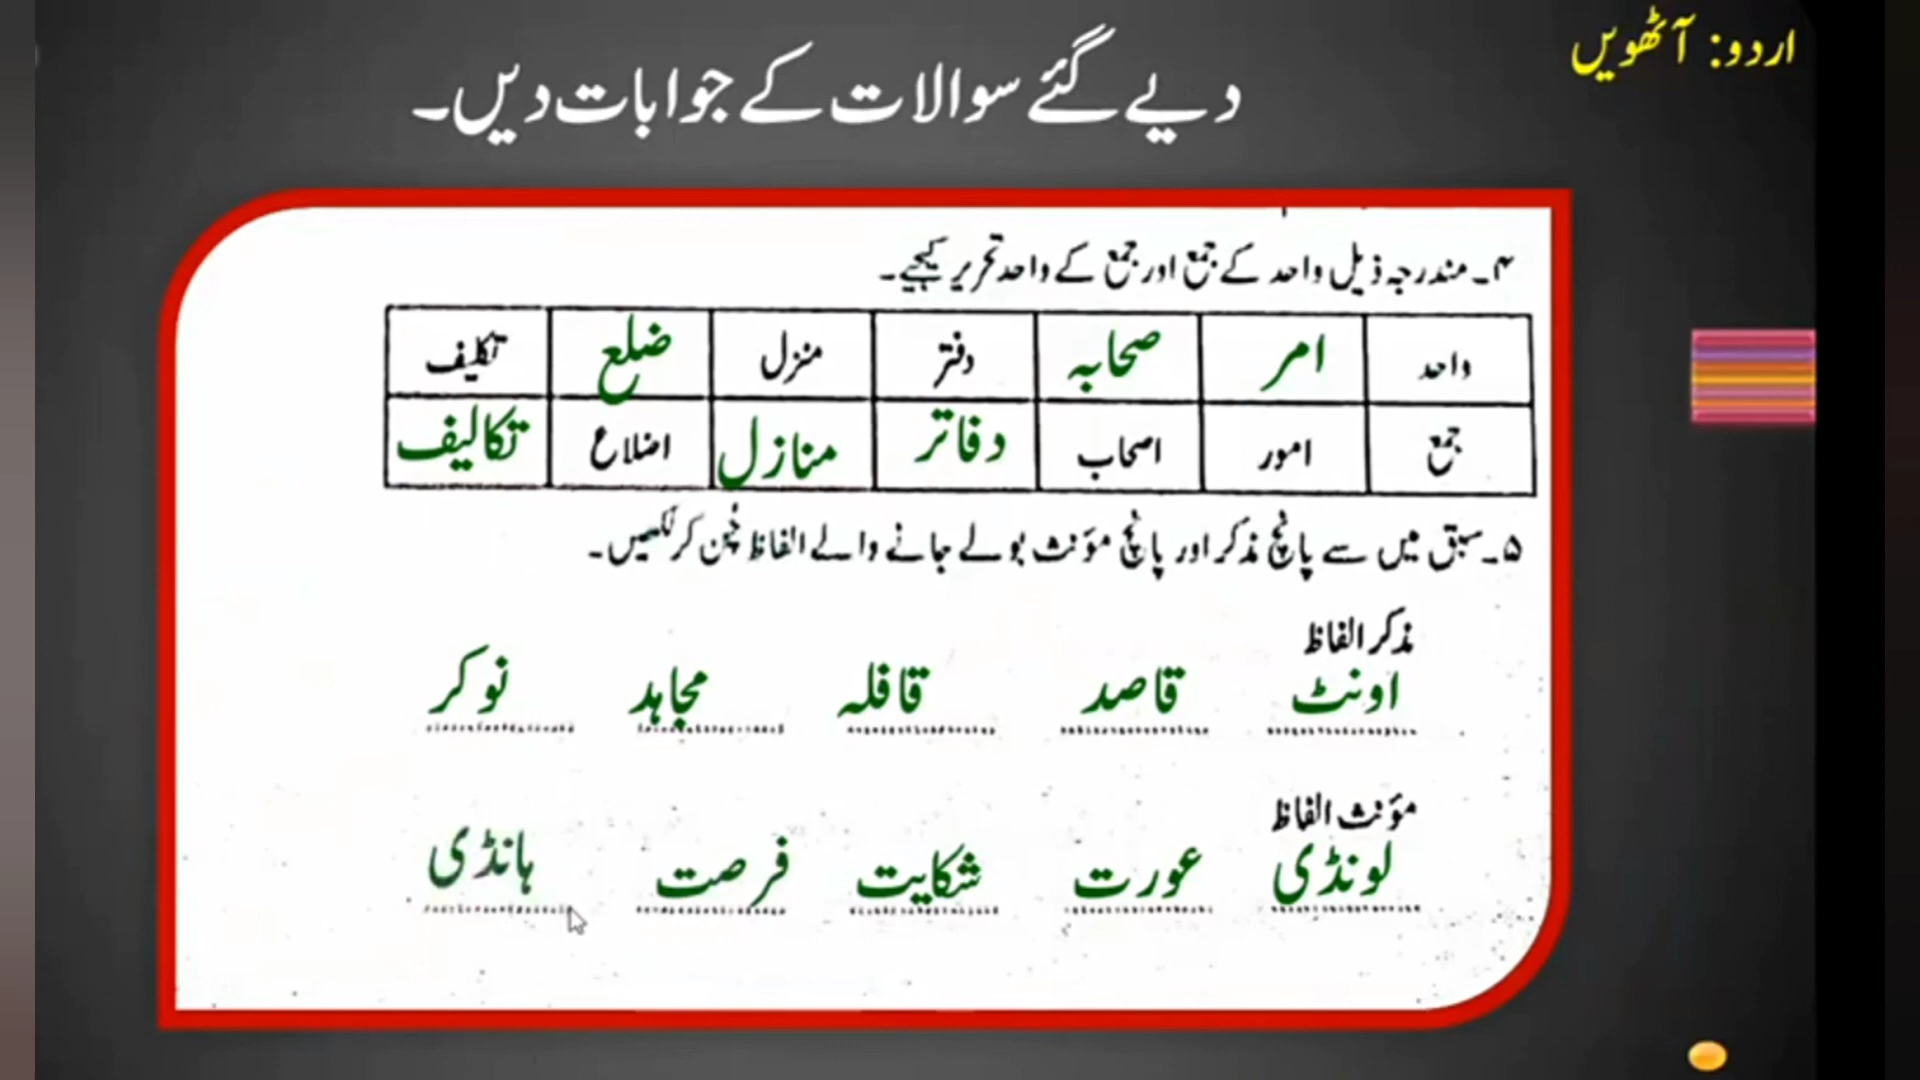 اردو: آٹھویں
دیے گئے سوالات کے جوابات دیں۔
۴۔ مندرجہ ذیل واحد کے جمع اور جمع کے واحد تحریر کیجیے۔
واحد امر صحابہ دفتر منزل ضلع تکلیف
جمع امور اصحاب دفاتر منازل اضلاع تکالیف
۵۔ سبق میں سے پانچ مذکر اور پانچ مؤنث بولے جانے والے الفاظ چُن کر لکھیں۔
مذکر الفاظ
اونٹ قاصد قافلہ مجاہد نوکر
مؤنث الفاظ
لونڈی عورت شکایت فرصت ہانڈی